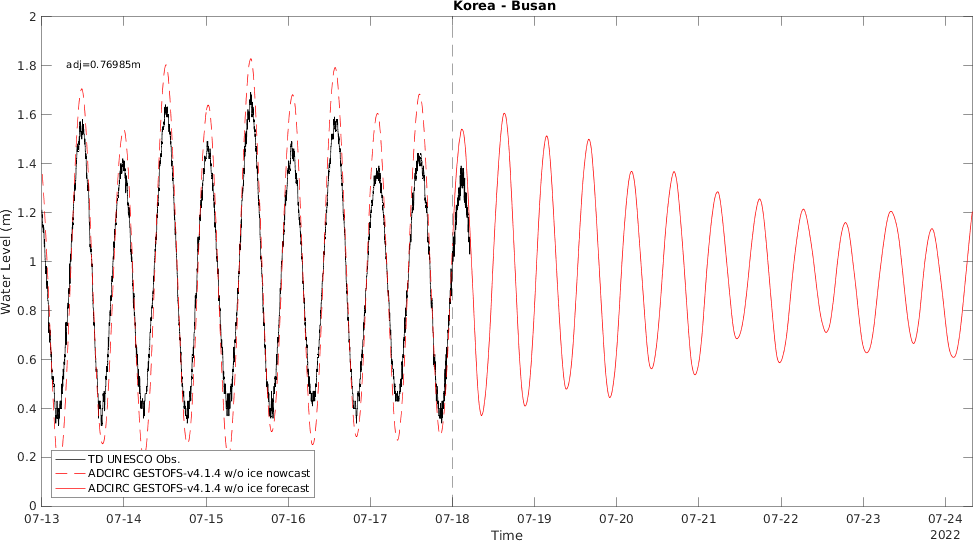 Korea - Busan
2
1.8
1.6
1.4
1.2
1
0.8
0.6
0.4
0.2
0
Water Level (m)
adj=0.76985m
TD UNESCO Obs.
ADCIRC GESTOFS-v4.1.4 w/o ice nowcast
ADCIRC GESTOFS-v4.1.4 w/o ice forecast
07-13 07-14 07-15 07-16 07-17 07-18 07-19 07-20 07-21 07-22 07-23 07-24
Time
2022